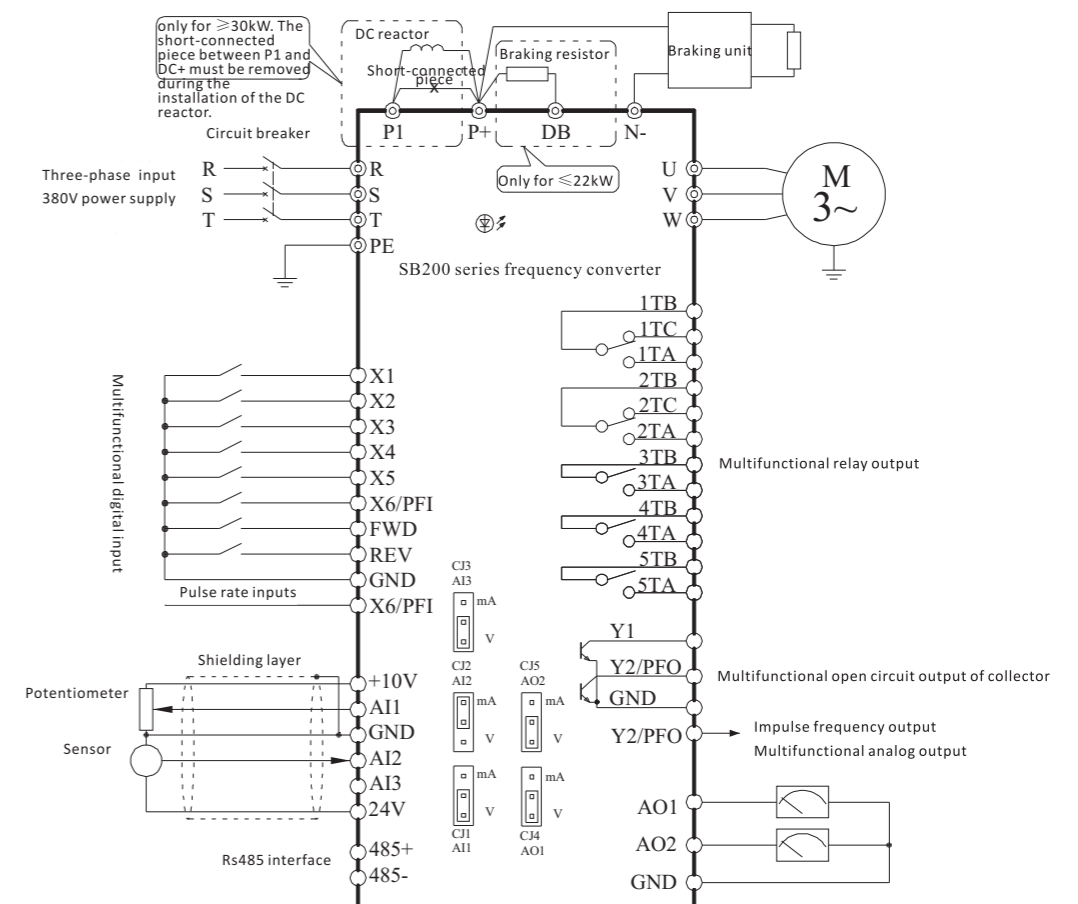 only for ≥30kW. The
short-connected
piece between P1 and
DC+ must be removed
during the
installation of the DC
reactor.
DC reactor
Short-connected
piece
Braking resistor
Braking unit
P1
P+
DB
N-
Only for ≤22kW
Circuit breaker
Three-phase input
380V power supply
R
S
T
R
S
T
PE
U
V
W
M
3~
SB200 series frequency converter
Multifunctional digital input
X1
X2
X3
X4
X5
X6/PFI
FWD
REV
GND
Pulse rate inputs
X6/PFI
1TB
1TC
1TA
2TB
2TC
2TA
3TB
3TA
4TB
4TA
5TB
5TA
Multifunctional relay output
CJ3
AI3
mA
V
CJ2
AI2
mA
V
CJ5
AO2
mA
V
mA
V
CJ1
AI1
mA
V
CJ4
AO1
Y1
Y2/PFO
GND
Multifunctional open circuit output of collector
Y2/PFO
Impulse frequency output
Multifunctional analog output
Shielding layer
Potentiometer
Sensor
+10V
AI1
GND
AI2
AI3
24V
Rs485 interface
485+
485-
AO1
AO2
GND